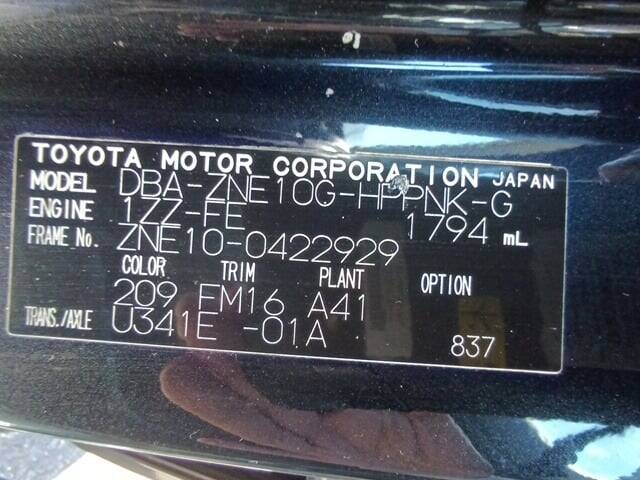 TOYOTA MOTOR CORPORATION JAPAN
MODEL DBA-ZNE10G-HPPNK-G
ENGINE 1ZZ-FE 1794 mL
FRAME No. ZNE10-0422929
COLOR TRIM PLANT OPTION
209 FM16 A41
TRANS./AXLE U341E -01A
837